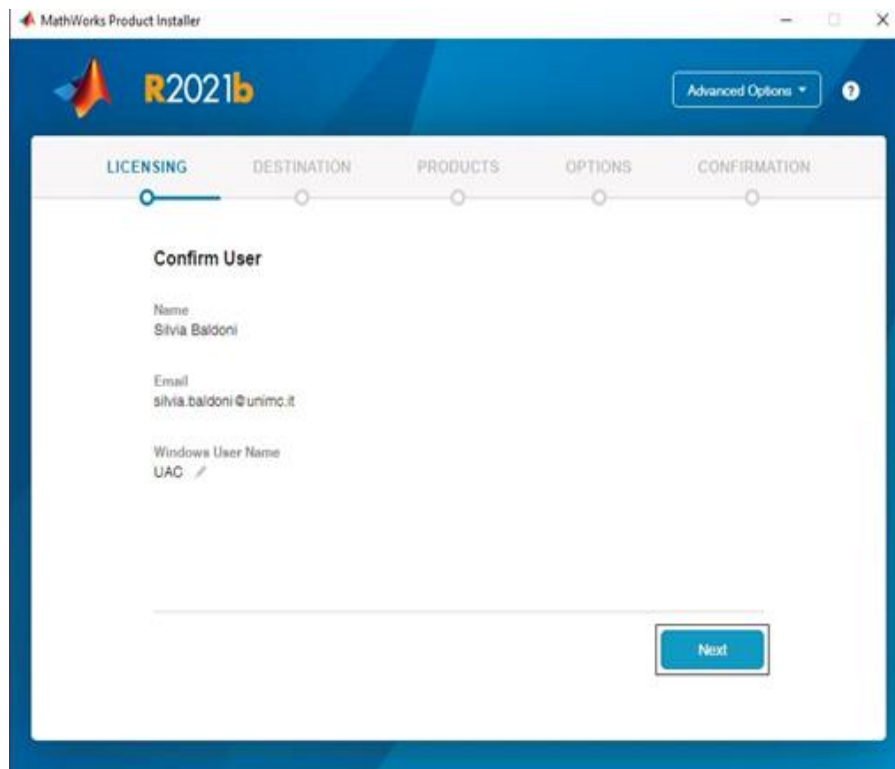 MathWorks Product Installer
R2021b
Advanced Options
?
LICENSING DESTINATION PRODUCTS OPTIONS CONFIRMATION
Confirm User
Name
Silvia Baldoni
Email
silvia.baldoni@unimc.it
Windows User Name
UAC
Next